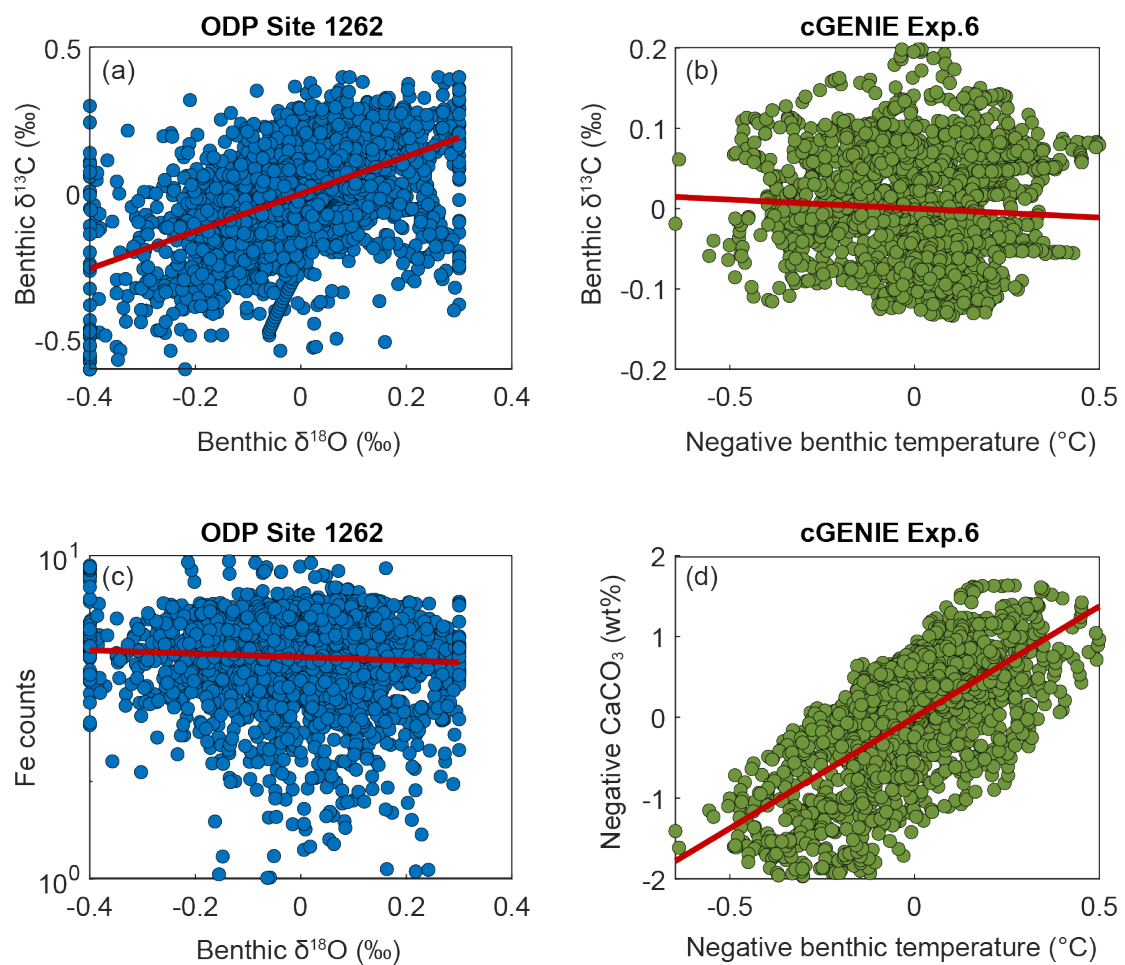 ODP Site 1262
cGENIE Exp.6
(a)
0.5
0
-0.5
Benthic δ¹³C (‰)
-0.4 -0.2 0 0.2 0.4
Benthic δ¹⁸O (‰)
(b)
0.2
0.1
0
-0.1
-0.2
Benthic δ¹³C (‰)
-0.5 0 0.5
Negative benthic temperature (°C)
ODP Site 1262
cGENIE Exp.6
(c)
10¹
10⁰
Fe counts
-0.4 -0.2 0 0.2 0.4
Benthic δ¹⁸O (‰)
(d)
2
1
0
-1
-2
Negative CaCO₃ (wt%)
-0.5 0 0.5
Negative benthic temperature (°C)